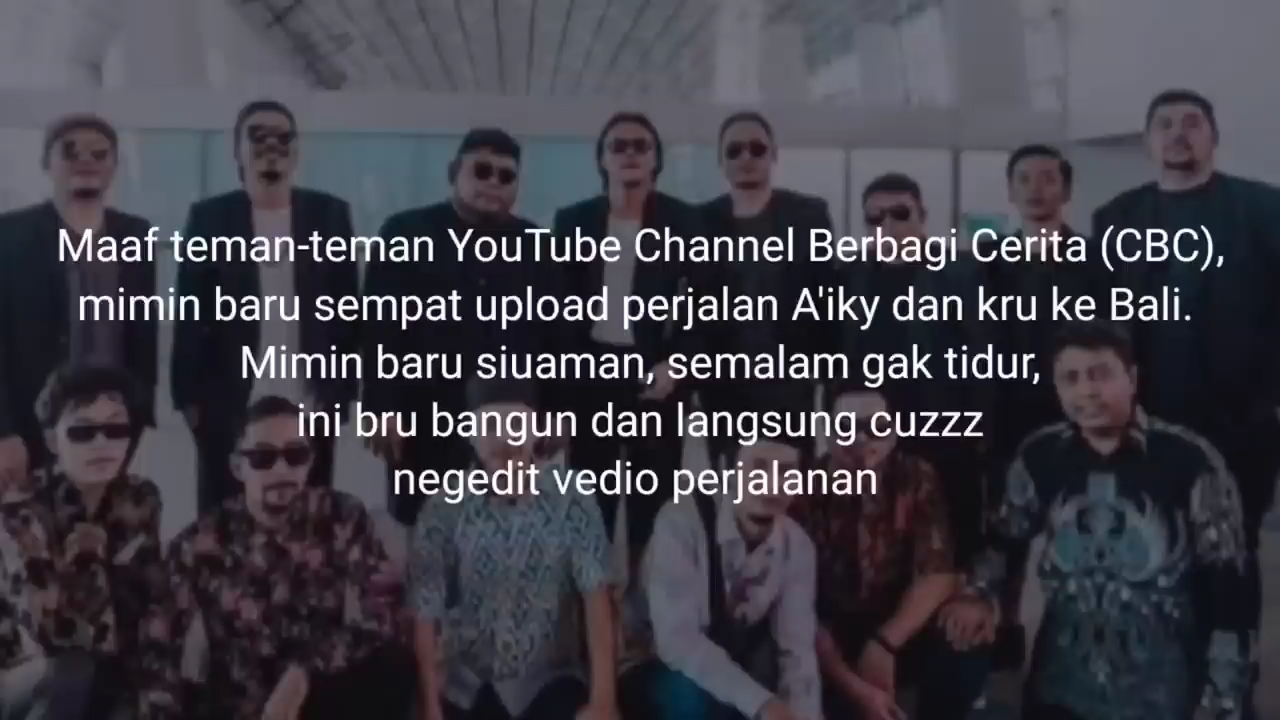 Maaf teman-teman YouTube Channel Berbagi Cerita (CBC),
mimin baru sempat upload perjalan A'iky dan kru ke Bali.
Mimin baru siuaman, semalam gak tidur,
ini bru bangun dan langsung cuzzz
negedit vedio perjalanan